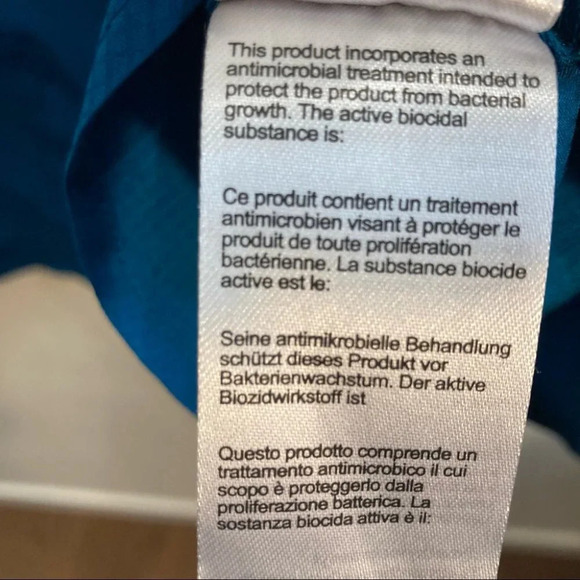 This product incorporates an
antimicrobial treatment intended to
protect the product from bacterial
growth. The active biocidal
substance is:
Ce produit contient un traitement
antimicrobien visant à protéger le
produit de toute prolifération
bactérienne. La substance biocide
active est le:
Seine antimikrobielle Behandlung
schützt dieses Produkt vor
Bakterienwachstum. Der aktive
Biozidwirkstoff ist
Questo prodotto comprende un
trattamento antimicrobico il cui
scopo è proteggerlo dalla
proliferazione batterica. La
sostanza biocida attiva è il: